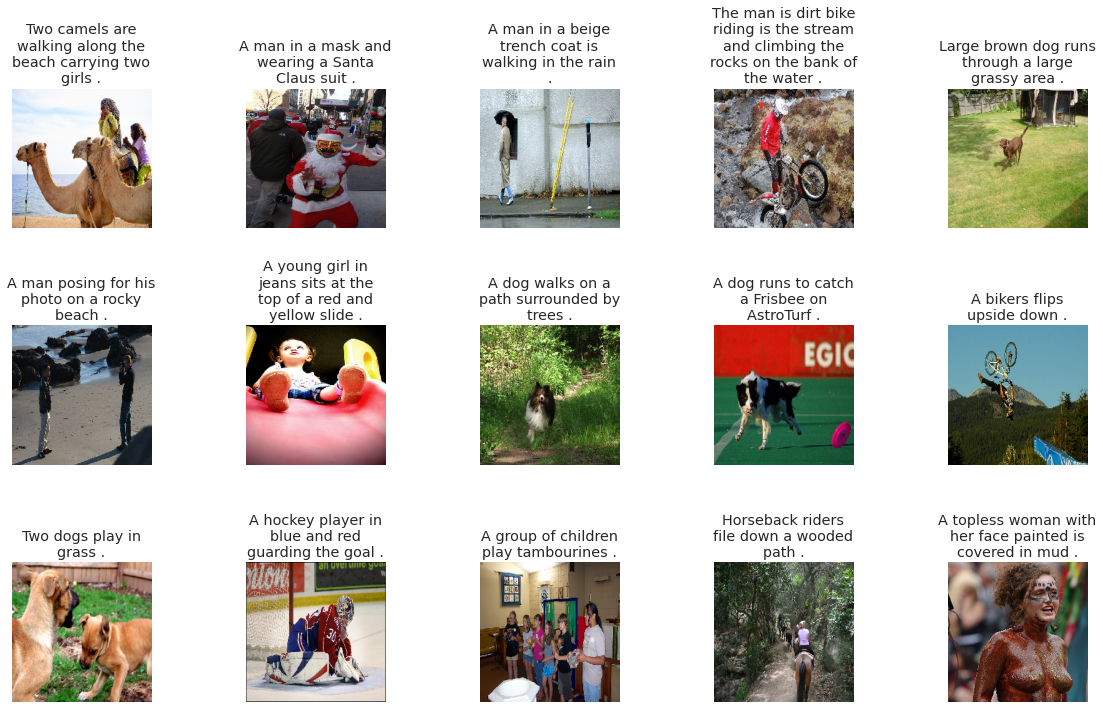 Two camels are
walking along the
beach carrying two
girls .
A man in a mask and
wearing a Santa
Claus suit .
A man in a beige
trench coat is
walking in the rain
.
The man is dirt bike
riding is the stream
and climbing the
rocks on the bank of
the water .
Large brown dog runs
through a large
grassy area .
A man posing for his
photo on a rocky
beach .
A young girl in
jeans sits at the
top of a red and
yellow slide .
A dog walks on a
path surrounded by
trees .
A dog runs to catch
a Frisbee on
AstroTurf .
EGIC
A bikers flips
upside down .
Two dogs play in
grass .
A hockey player in
blue and red
guarding the goal .
30
A group of children
play tambourines .
Horseback riders
file down a wooded
path .
A topless woman with
her face painted is
covered in mud .